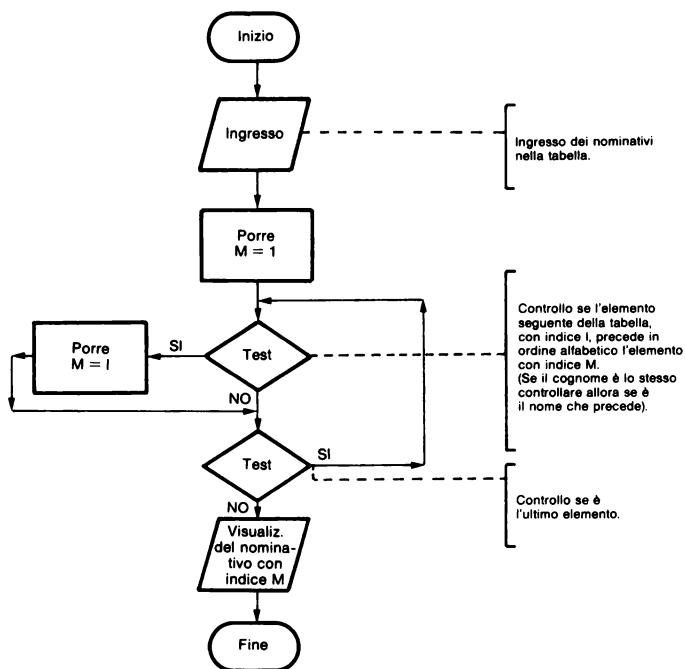 Inizio
Ingresso
Ingresso dei nominativi
nella tabella.
Porre
M = 1
Controllo se l'elemento
seguente della tabella,
con indice I, precede in
ordine alfabetico l'elemento
con indice M.
(Se il cognome è lo stesso
controllare allora se è
il nome che precede).
Porre
M = I
SI
Test
NO
Test
SI
Controllo se è
l'ultimo elemento.
NO
Visualiz.
del nomina-
tivo con
indice M
Fine